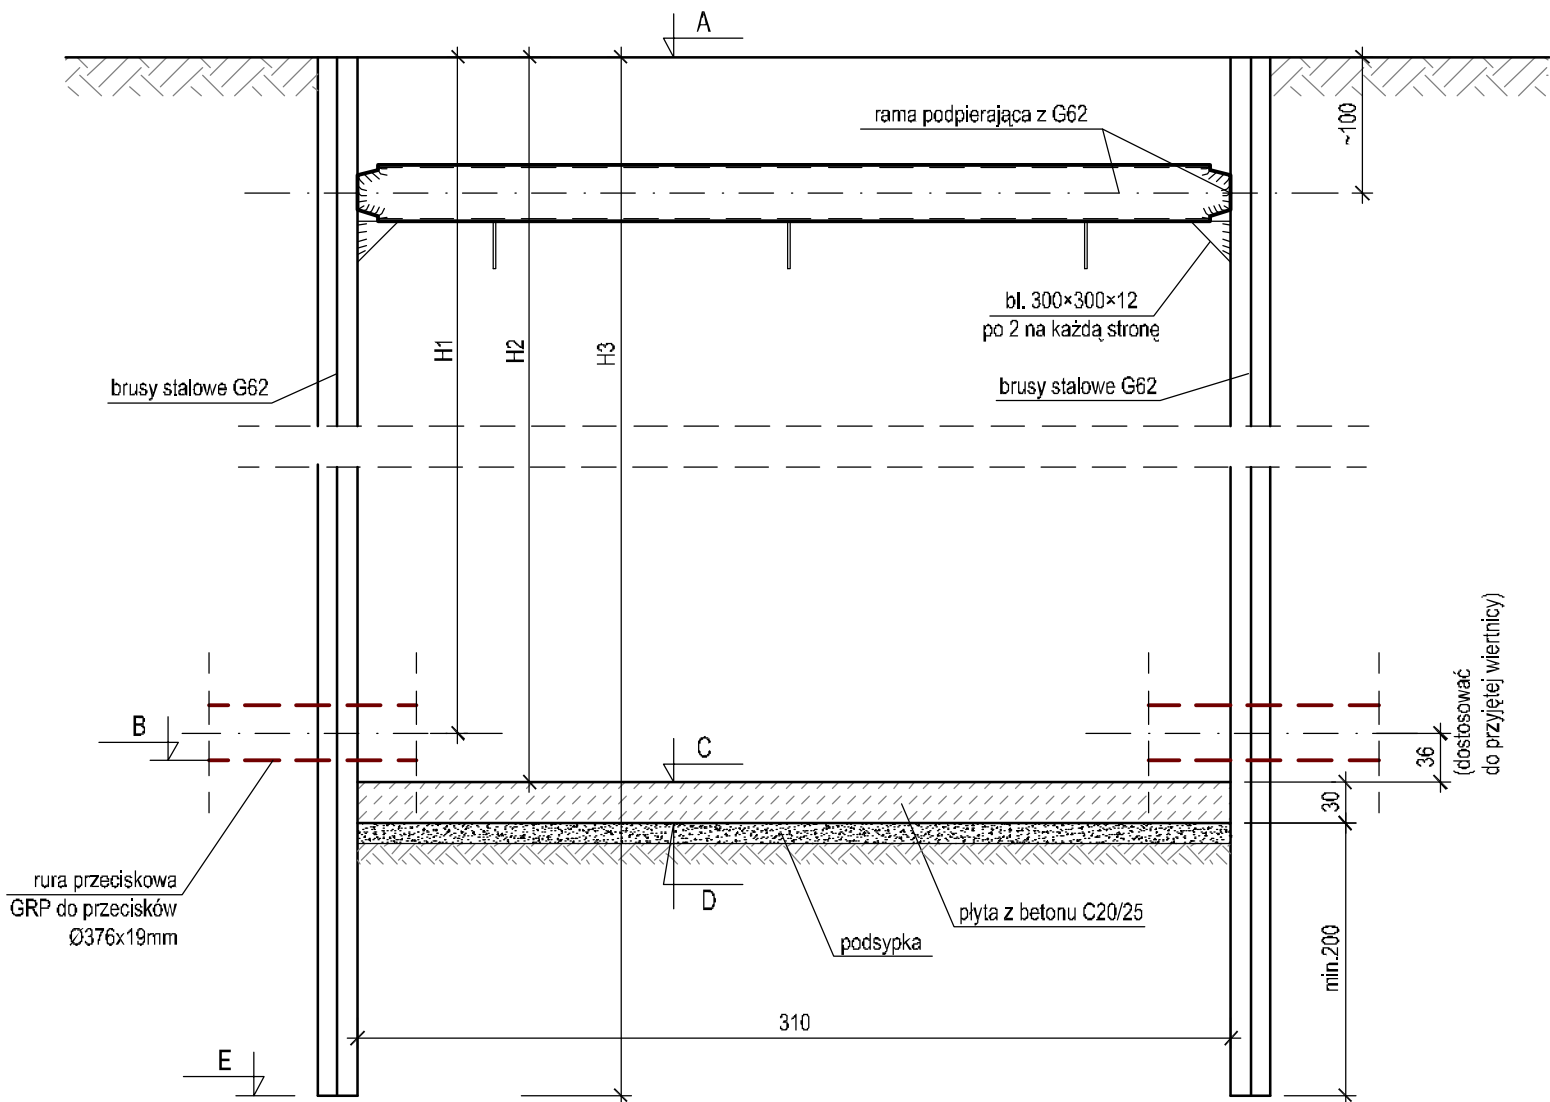 A
rama podpierająca z G62
~100
bl. 300×300×12
po 2 na każdą stronę
H1
H2
H3
brusy stalowe G62
brusy stalowe G62
B
C
36
(dostosować
do przyjętej wiertnicy)
30
rura przeciskowa
GRP do przecisków
Ø376x19mm
D
płyta z betonu C20/25
podsypka
min.200
310
E